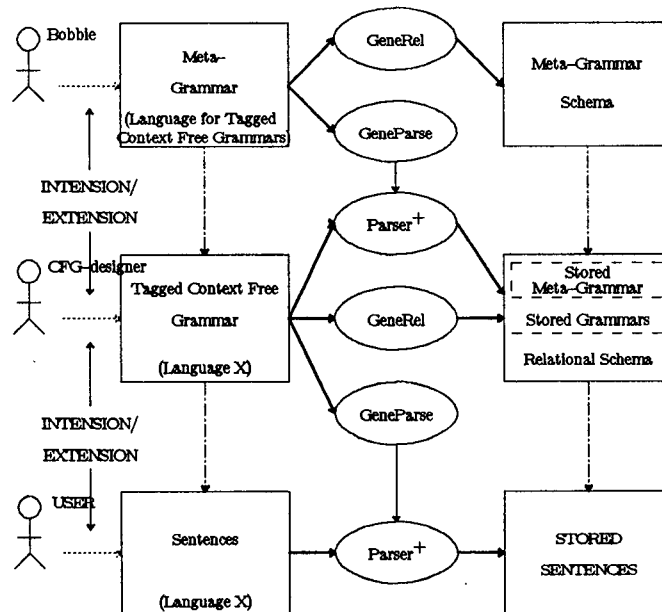 Bobbie
Meta-
Grammar
(Language for Tagged
Context Free Grammars)
GeneRel
GeneParse
Meta-Grammar
Schema
INTENSION/
EXTENSION
CFG-designer
Tagged Context Free
Grammar
(Language X)
Parser+
GeneRel
GeneParse
Stored
Meta-Grammar
Stored Grammars
Relational Schema
INTENSION/
EXTENSION
USER
Sentences
(Language X)
Parser+
STORED
SENTENCES